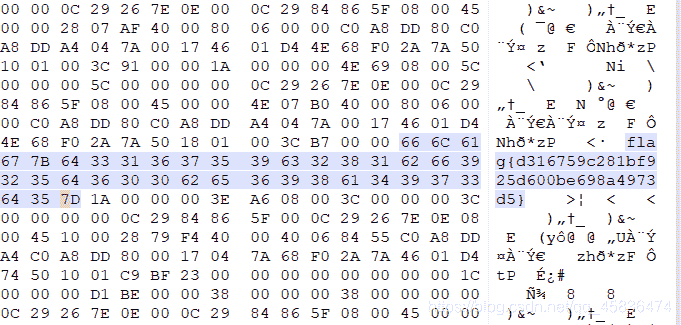 00 0C 29 26 7E 0E 00 0C 29 84 86 5F 08 00 45 )&~ )„†_ E
00 00 28 07 AF 40 00 80 06 00 00 C0 A8 DD 80 C0 ( ¯@ € À¨Ý€À
A8 DD A4 04 7A 00 17 46 01 D4 4E 68 F0 2A 7A 50 ¨Ý¤ z F ÔNhð*zP
10 01 00 3C 91 00 00 1A 00 00 00 4E 69 08 00 5C <‘ Ni \
00 00 00 5C 00 00 00 00 0C 29 26 7E 0E 00 0C 29 \ )&~ )
84 86 5F 08 00 45 00 00 4E 07 B0 40 00 80 06 00 „†_ E N °@ €
00 C0 A8 DD 80 C0 A8 DD A4 04 7A 00 17 46 01 D4 À¨Ý€À¨Ý¤ z F Ô
4E 68 F0 2A 7A 50 18 01 00 3C B7 00 00 66 6C 61 Nhð*zP <· fla
67 7B 64 33 31 36 37 35 39 63 32 38 31 62 66 39 g{d316759c281bf9
32 35 64 36 30 30 62 65 36 39 38 61 34 39 37 33 25d600be698a4973
64 35 7D 1A 00 00 00 3E A6 08 00 3C 00 00 00 3C d5} >¦ < <
00 00 00 00 0C 29 84 86 5F 00 0C 29 26 7E 0E 08 )„†_ )&~
00 45 10 00 28 79 F4 40 00 40 06 84 55 C0 A8 DD E (yô@ @ „UÀ¨Ý
A4 C0 A8 DD 80 00 17 04 7A 68 F0 2A 7A 46 01 D4 ¤À¨Ý€ zhð*zF Ô
74 50 10 01 C9 BF 23 00 00 00 00 00 00 00 00 1C tP É¿#
00 00 00 D1 BE 00 00 38 00 00 00 38 00 00 00 00 Ñ¾ 8 8
0C 29 26 7E 0E 00 0C 29 84 86 5F 08 00 45 00 00 )&~ )„†_ E